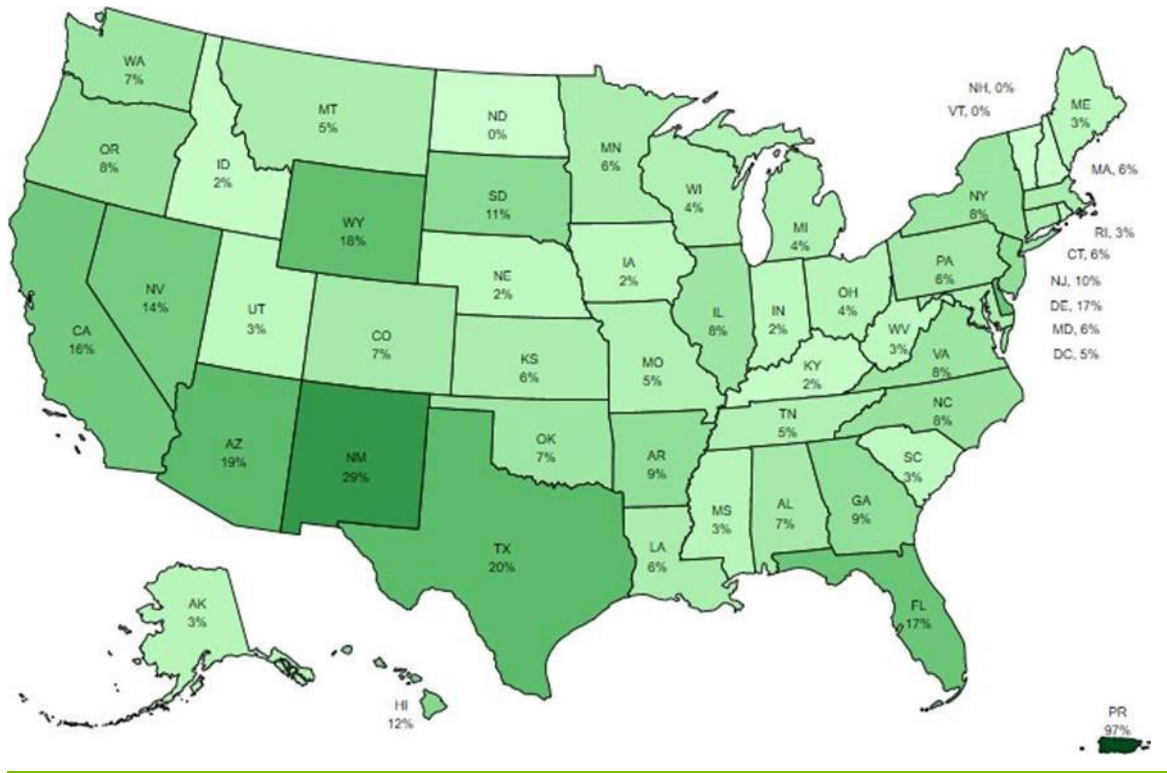 WA
7%
MT
5%
ND
0%
NH, 0%
VT, 0%
ME
3%
OR
8%
ID
2%
MN
6%
WI
4%
MI
4%
NY
8%
MA, 6%
RI, 3%
CT, 6%
NJ, 10%
DE, 17%
MD, 6%
DC, 5%
WY
18%
SD
11%
NE
2%
IA
2%
PA
6%
NV
14%
UT
3%
CO
7%
CA
16%
KS
6%
MO
5%
IL
8%
IN
2%
OH
4%
WV
3%
VA
8%
KY
2%
NC
8%
TN
5%
AZ
19%
NM
29%
OK
7%
AR
9%
SC
3%
MS
3%
AL
7%
GA
9%
TX
20%
LA
6%
FL
17%
AK
3%
HI
12%
PR
97%